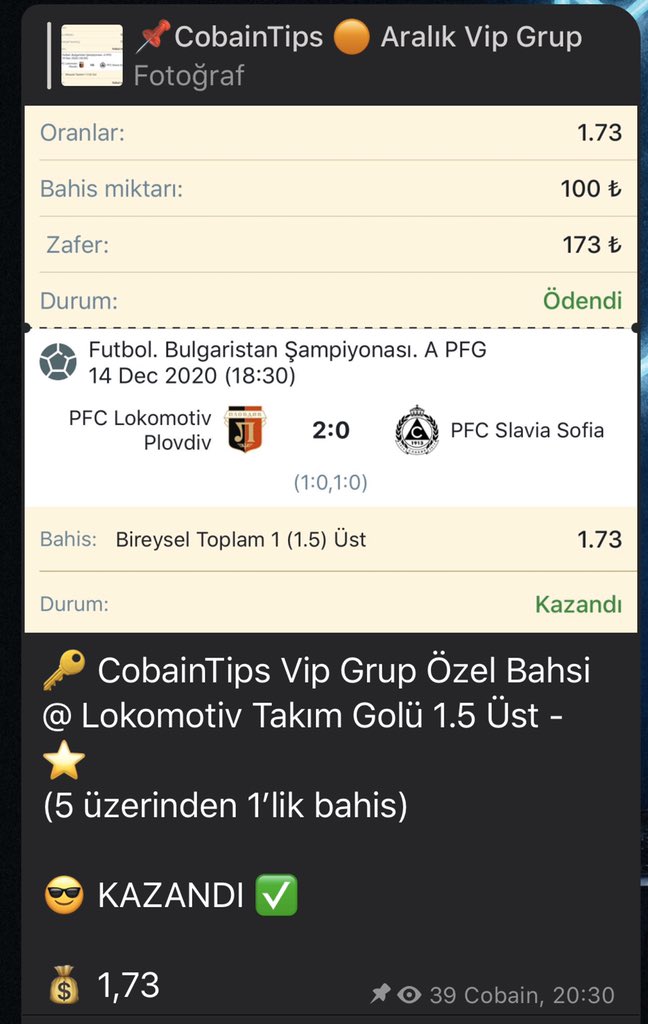 📌CobainTips 🟠 Aralık Vip Grup
Fotoğraf
Oranlar: 1.73
Bahis miktarı: 100 ₺
Zafer: 173 ₺
Durum: Ödendi
Futbol. Bulgaristan Şampiyonası. A PFG
14 Dec 2020 (18:30)
PFC Lokomotiv Plovdiv 2:0 PFC Slavia Sofia
(1:0,1:0)
Bahis: Bireysel Toplam 1 (1.5) Üst 1.73
Durum: Kazandı
🔑 CobainTips Vip Grup Özel Bahsi
@ Lokomotiv Takım Golü 1.5 Üst -
⭐
(5 üzerinden 1’lik bahis)
😎 KAZANDI ✅
💰 1,73
39 Cobain, 20:30